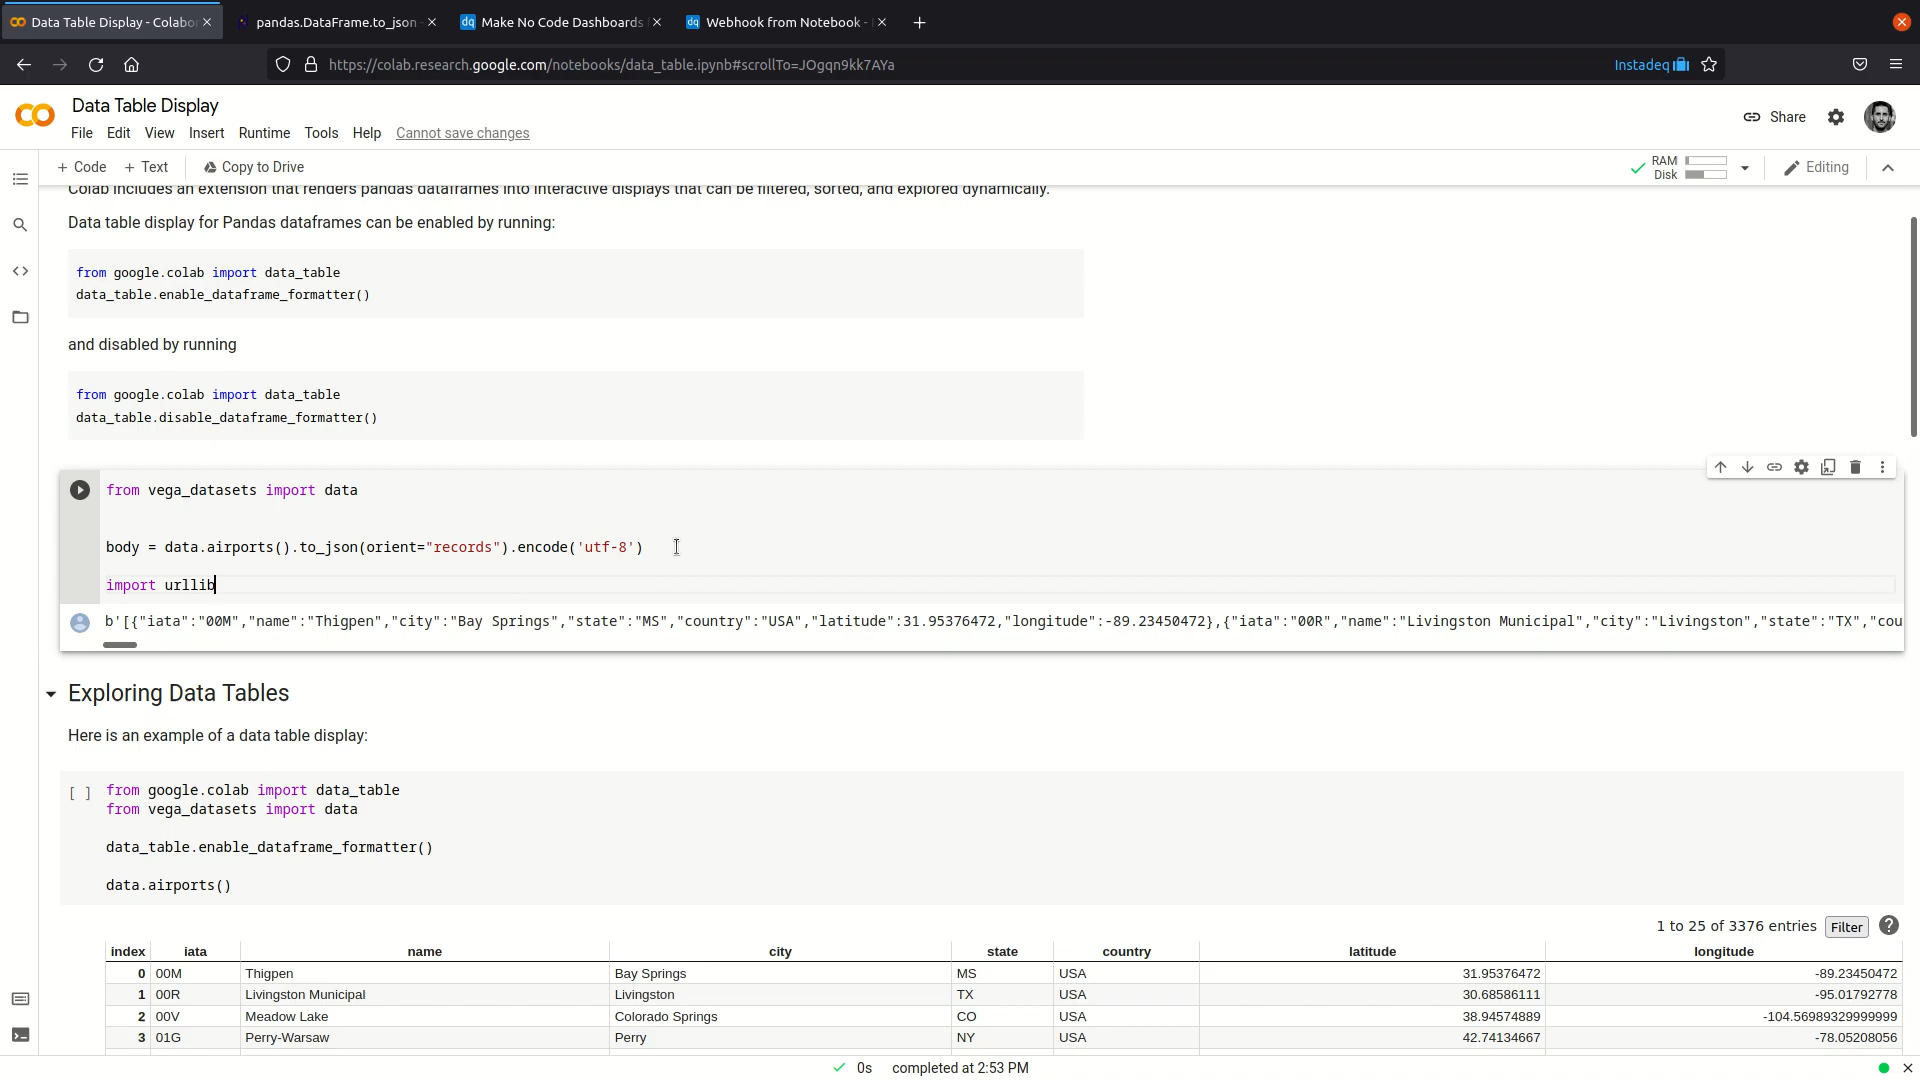 Data Table Display - Colabor
pandas.DataFrame.to_json -
dq Make No Code Dashboards
dq Webhook from Notebook -
https://colab.research.google.com/notebooks/data_table.ipynb#scrollTo=JOgqn9kk7AYa
Instadeq
CO Data Table Display
File Edit View Insert Runtime Tools Help Cannot save changes
Share
+ Code + Text Copy to Drive
RAM
Disk
Editing
Colab includes an extension that renders pandas dataframes into interactive displays that can be filtered, sorted, and explored dynamically.
Data table display for Pandas dataframes can be enabled by running:
from google.colab import data_table
data_table.enable_dataframe_formatter()
and disabled by running
from google.colab import data_table
data_table.disable_dataframe_formatter()
from vega_datasets import data
body = data.airports().to_json(orient="records").encode('utf-8')
import urllib
b'[{"iata":"00M","name":"Thigpen","city":"Bay Springs","state":"MS","country":"USA","latitude":31.95376472,"longitude":-89.23450472},{"iata":"00R","name":"Livingston Municipal","city":"Livingston","state":"TX","cou
Exploring Data Tables
Here is an example of a data table display:
[ ] from google.colab import data_table
from vega_datasets import data
data_table.enable_dataframe_formatter()
data.airports()
1 to 25 of 3376 entries Filter ?
index iata name city state country latitude longitude
0 00M Thigpen Bay Springs MS USA 31.95376472 -89.23450472
1 00R Livingston Municipal Livingston TX USA 30.68586111 -95.01792778
2 00V Meadow Lake Colorado Springs CO USA 38.94574889 -104.56989329999999
3 01G Perry-Warsaw Perry NY USA 42.74134667 -78.05208056
0s completed at 2:53 PM